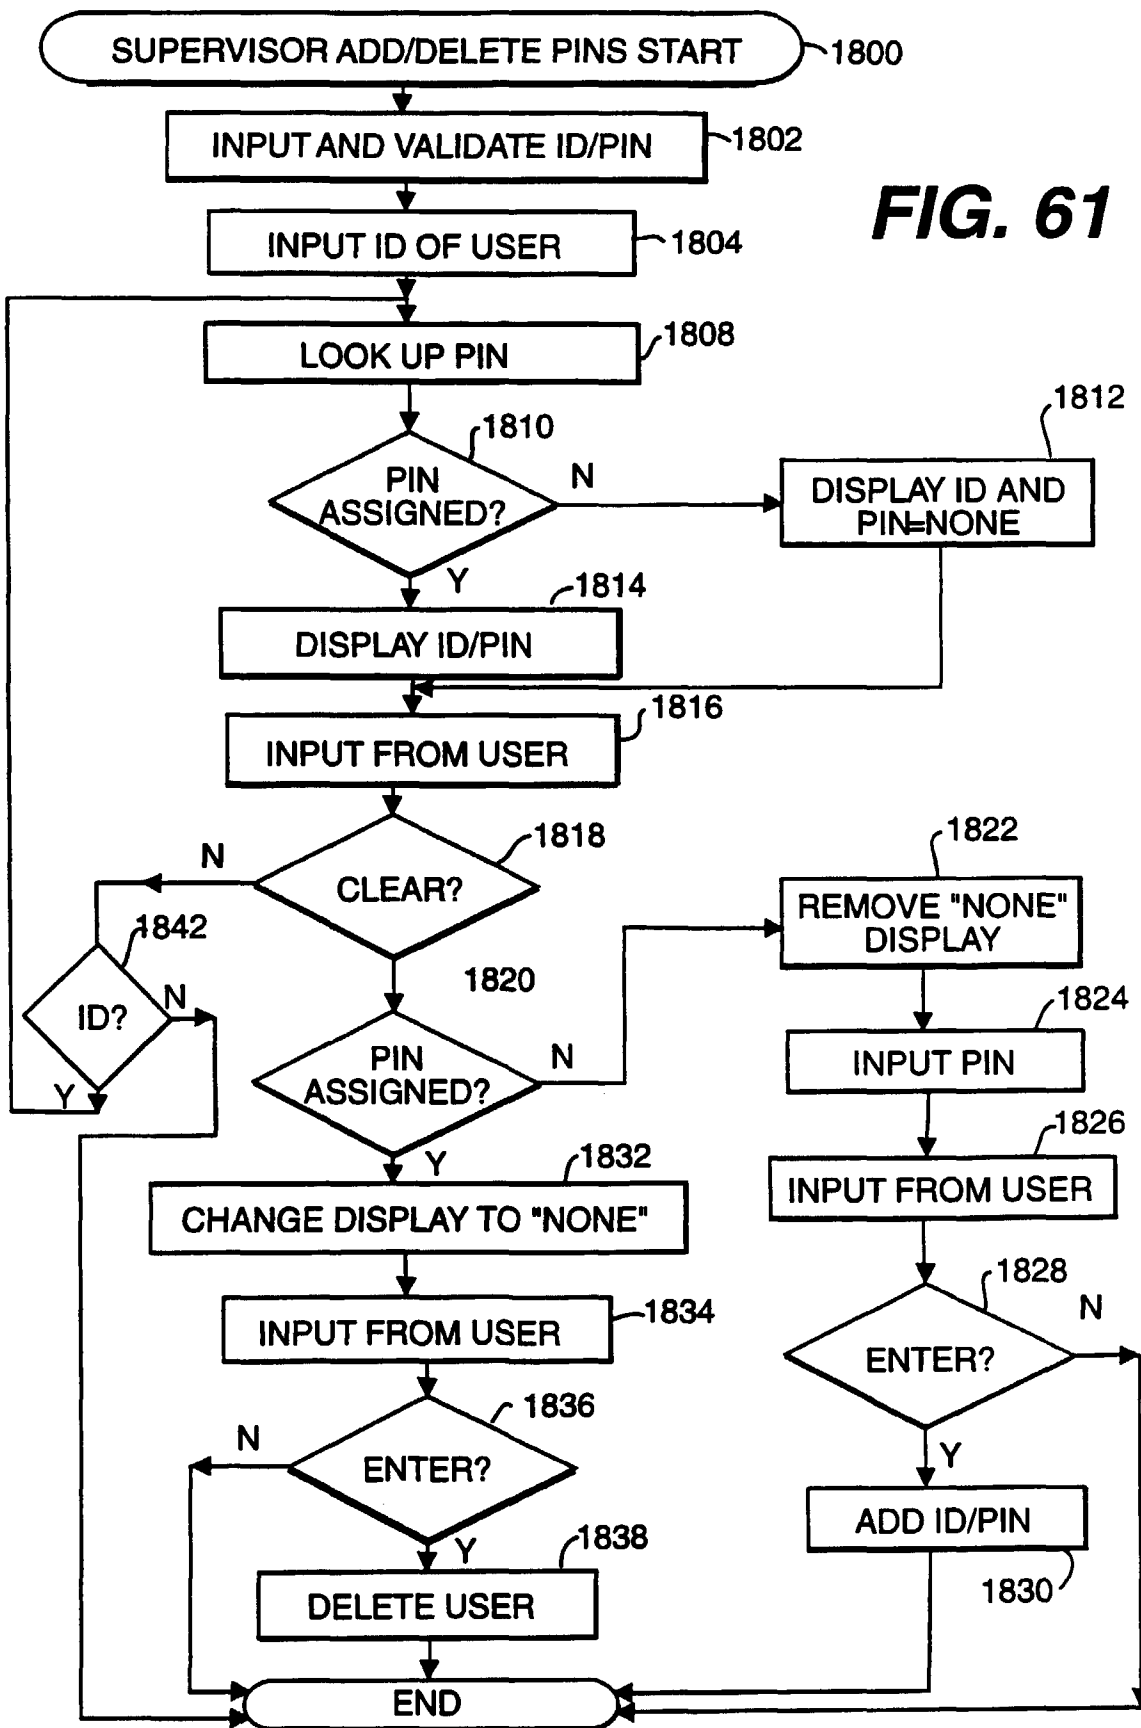 SUPERVISOR ADD/DELETE PINS START
1800
INPUT AND VALIDATE ID/PIN
1802
FIG. 61
INPUT ID OF USER
1804
LOOK UP PIN
1808
1810
PIN
ASSIGNED?
N
Y
1812
DISPLAY ID AND
PIN=NONE
1814
DISPLAY ID/PIN
1816
INPUT FROM USER
1818
CLEAR?
N
1842
ID?
N
Y
1820
PIN
ASSIGNED?
N
Y
1822
REMOVE "NONE"
DISPLAY
1824
INPUT PIN
1826
INPUT FROM USER
1828
ENTER?
N
Y
ADD ID/PIN
1830
1832
CHANGE DISPLAY TO "NONE"
INPUT FROM USER
1834
1836
ENTER?
N
Y
1838
DELETE USER
END